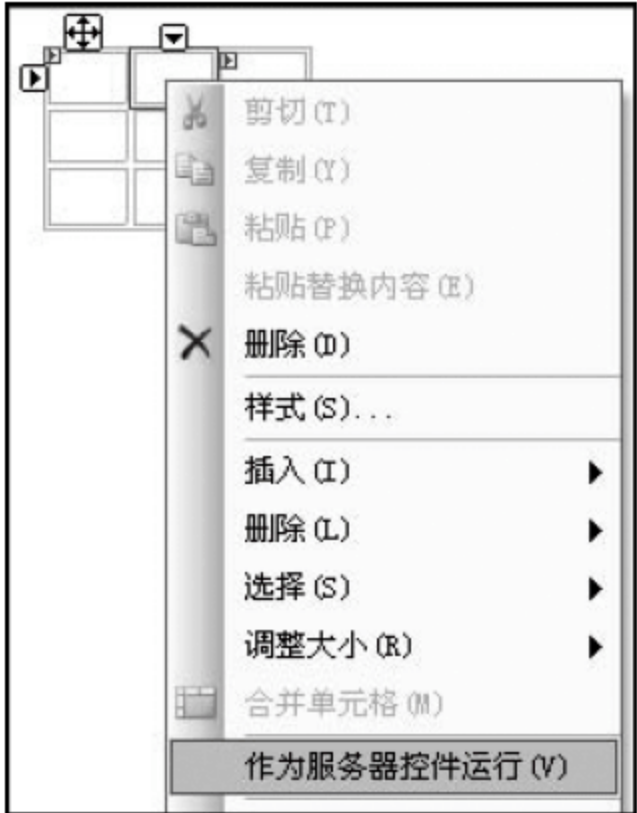 剪切(T)
复制(Y)
粘贴(P)
粘贴替换内容(E)
删除(D)
样式(S)...
插入(I)
删除(L)
选择(S)
调整大小(R)
合并单元格(M)
作为服务器控件运行(V)